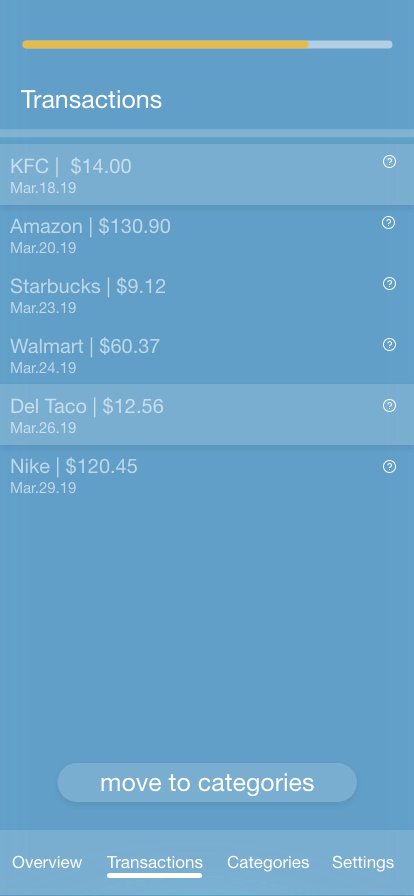 Transactions
KFC |  $14.00
Mar.18.19
Amazon | $130.90
Mar.20.19
Starbucks | $9.12
Mar.23.19
Walmart | $60.37
Mar.24.19
Del Taco | $12.56
Mar.26.19
Nike | $120.45
Mar.29.19
move to categories
Overview Transactions Categories Settings